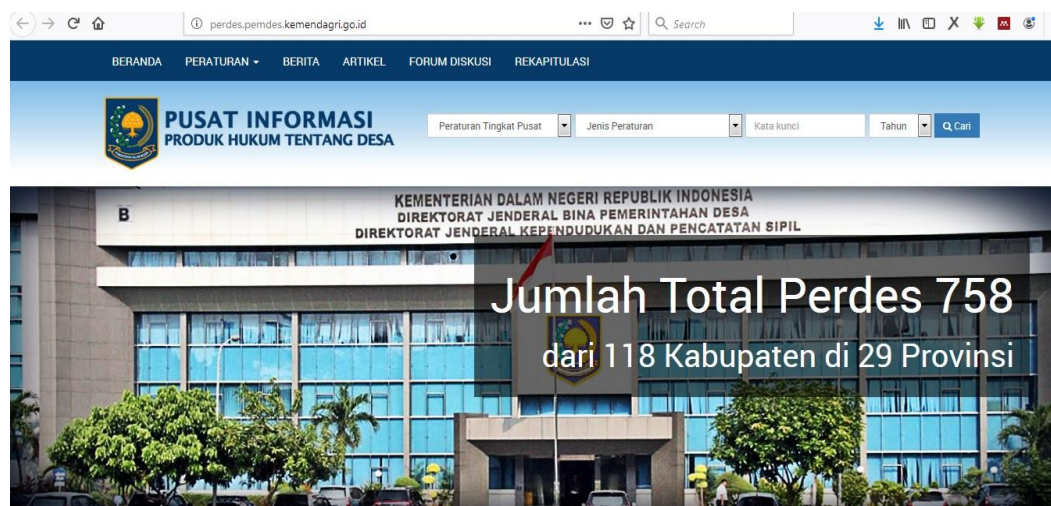 perdes.pemdes.kemendagri.go.id
Search
BERANDA PERATURAN BERITA ARTIKEL FORUM DISKUSI REKAPITULASI
PUSAT INFORMASI
PRODUK HUKUM TENTANG DESA
Peraturan Tingkat Pusat Jenis Peraturan Kata kunci Tahun Cari
B
KEMENTERIAN DALAM NEGERI REPUBLIK INDONESIA
DIREKTORAT JENDERAL BINA PEMERINTAHAN DESA
DIREKTORAT JENDERAL KEPENDUDUKAN DAN PENCATATAN SIPIL
Jumlah Total Perdes 758
dari 118 Kabupaten di 29 Provinsi